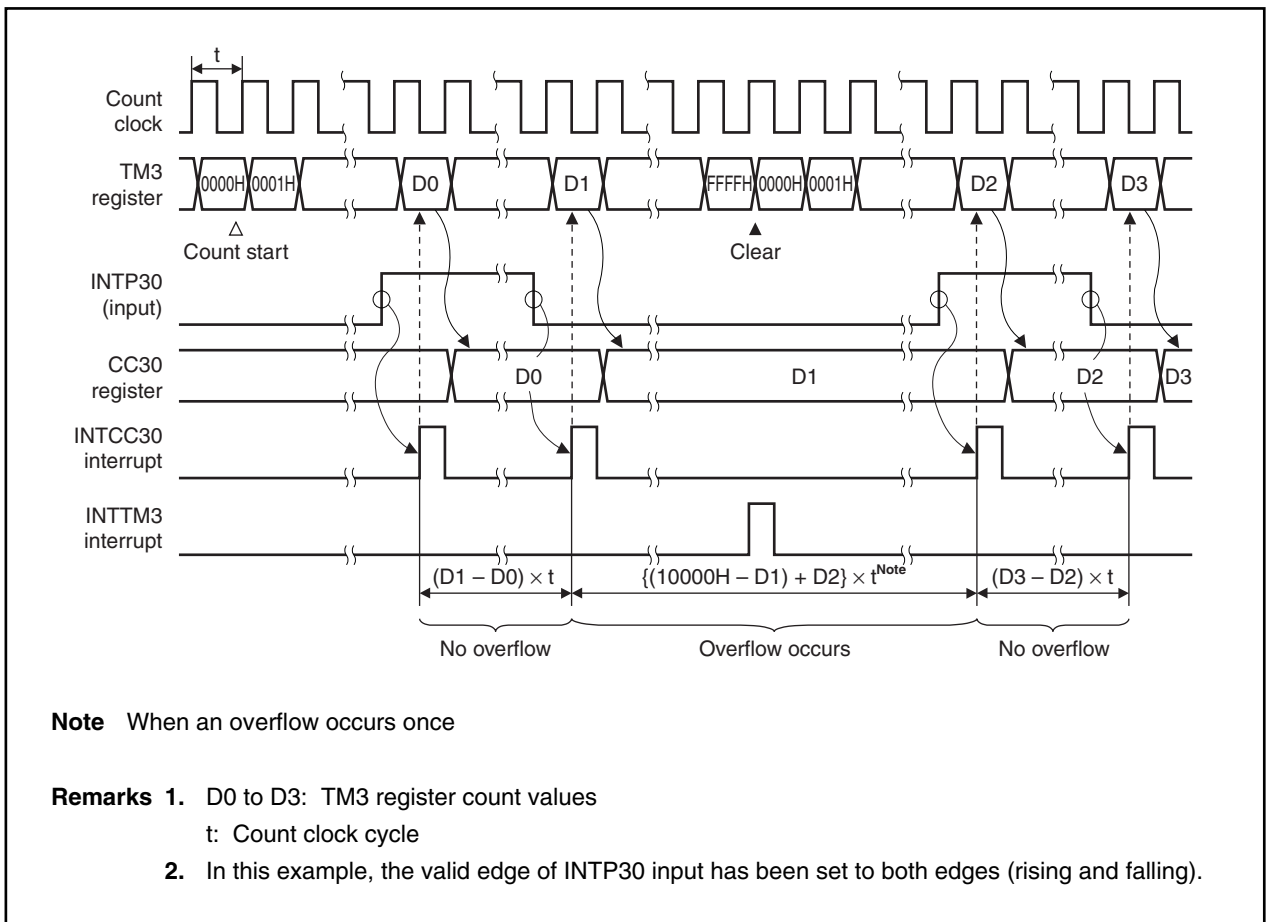 t
Count
clock
TM3
register
0000H 0001H D0 D1 FFFFH 0000H 0001H D2 D3
Count start
Clear
INTP30
(input)
CC30
register
D0 D1 D2 D3
INTCC30
interrupt
INTTM3
interrupt
(D1 – D0) × t {(10000H – D1) + D2} × tNote (D3 – D2) × t
No overflow Overflow occurs No overflow
Note When an overflow occurs once
Remarks 1. D0 to D3: TM3 register count values
t: Count clock cycle
2. In this example, the valid edge of INTP30 input has been set to both edges (rising and falling).